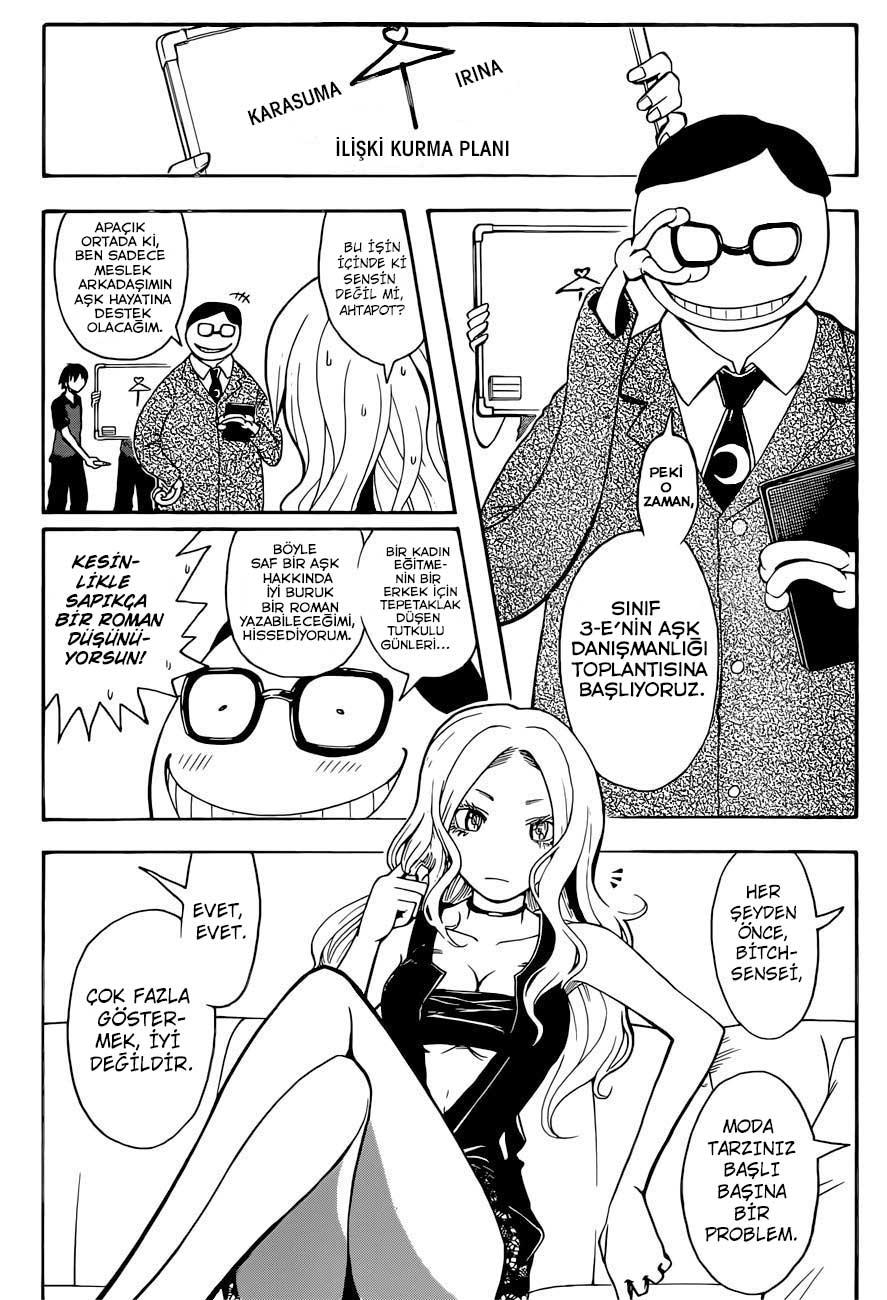 KARASUMA
IRINA
İLİŞKİ KURMA PLANI
PEKİ
O
ZAMAN,
SINIF
3-E'NİN AŞK
DANIŞMANLIĞI
TOPLANTISINA
BAŞLIYORUZ.
BU İŞİN
İÇİNDE Kİ
SENSİN
DEĞİL Mİ,
AHTAPOT?
APAÇIK
ORTADA Kİ,
BEN SADECE
MESLEK
ARKADAŞIMIN
AŞK HAYATINA
DESTEK
OLACAĞIM.
BİR KADIN
EĞİTME-
NİN BİR
ERKEK İÇİN
TEPETAKLAK
DÜŞEN
TUTKULU
GÜNLERİ...
BÖYLE
SAF BİR AŞK
HAKKINDA
İYİ BURUK
BİR ROMAN
YAZABİLECEĞİMİ,
HİSSEDİYORUM.
KESİN-
LİKLE
SAPIKÇA
BİR ROMAN
DÜŞÜNÜ-
YORSUN!
HER
ŞEYDEN
ÖNCE,
BITCH-
SENSEI,
MODA
TARZINIZ
BAŞLI
BAŞINA
BİR
PROBLEM.
EVET,
EVET.
ÇOK FAZLA
GÖSTER-
MEK, İYİ
DEĞİLDİR.